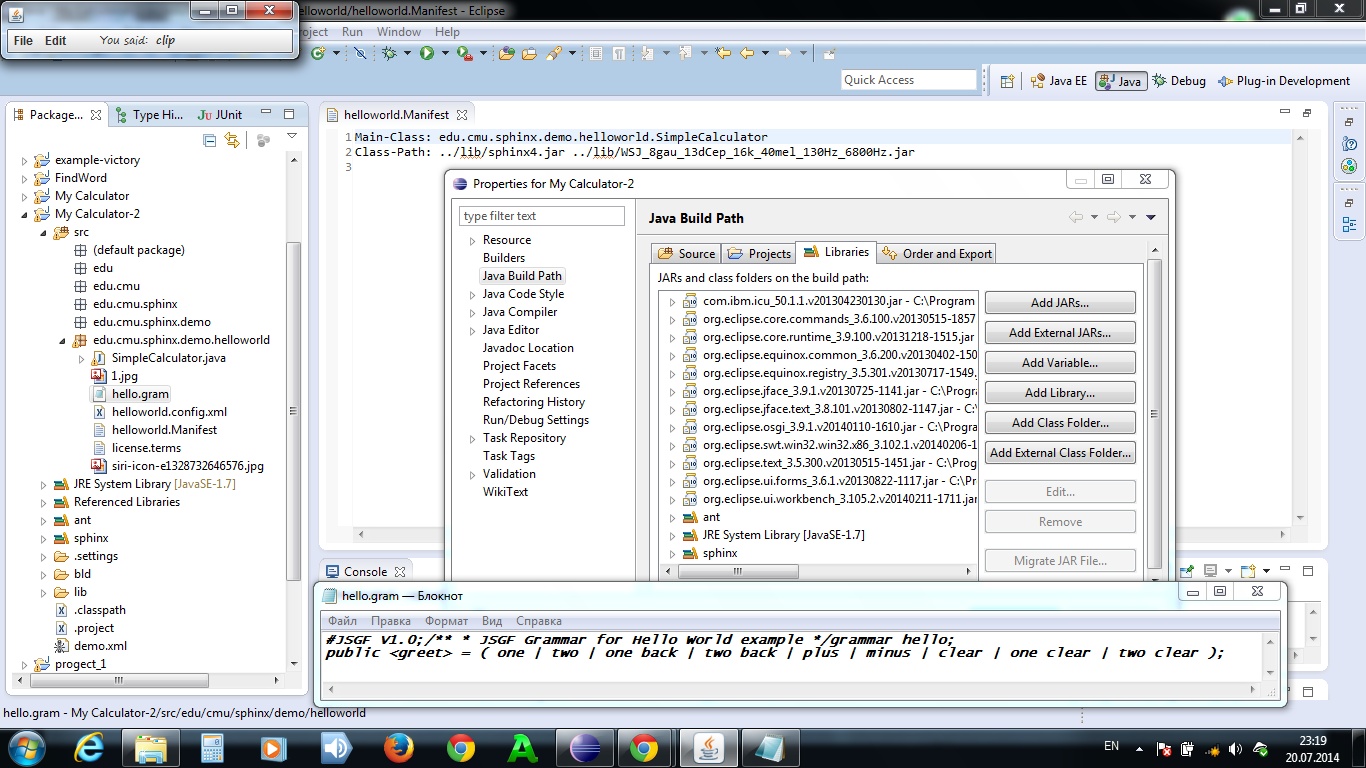 elloworld/helloworld.Manifest - Eclipse
File Edit You said: clip
oject Run Window Help
Quick Access
Java EE Java Debug Plug-in Development
Package... Type Hi... JUnit
example-victory
FindWord
My Calculator
My Calculator-2
src
(default package)
edu
edu.cmu
edu.cmu.sphinx
edu.cmu.sphinx.demo
edu.cmu.sphinx.demo.helloworld
SimpleCalculator.java
1.jpg
hello.gram
helloworld.config.xml
helloworld.Manifest
license.terms
siri-icon-e1328732646576.jpg
JRE System Library [JavaSE-1.7]
Referenced Libraries
ant
sphinx
.settings
bld
lib
.classpath
.project
demo.xml
progect_1
helloworld.Manifest
1 Main-Class: edu.cmu.sphinx.demo.helloworld.SimpleCalculator
2 Class-Path: ../lib/sphinx4.jar ../lib/WSJ_8gau_13dCep_16k_40mel_130Hz_6800Hz.jar
3
Properties for My Calculator-2
type filter text
Resource
Builders
Java Build Path
Java Code Style
Java Compiler
Java Editor
Javadoc Location
Project Facets
Project References
Refactoring History
Run/Debug Settings
Task Repository
Task Tags
Validation
WikiText
Java Build Path
Source Projects Libraries Order and Export
JARs and class folders on the build path:
com.ibm.icu_50.1.1.v201304230130.jar - C:\Program
org.eclipse.core.commands_3.6.100.v20130515-1857
org.eclipse.core.runtime_3.9.100.v20131218-1515.jar
org.eclipse.equinox.common_3.6.200.v20130402-150
org.eclipse.equinox.registry_3.5.301.v20130717-1549.
org.eclipse.jface_3.9.1.v20130725-1141.jar - C:\Progra
org.eclipse.jface.text_3.8.101.v20130802-1147.jar - C:
org.eclipse.osgi_3.9.1.v20140110-1610.jar - C:\Progra
org.eclipse.swt.win32.win32.x86_3.102.1.v20140206-1
org.eclipse.text_3.5.300.v20130515-1451.jar - C:\Prog
org.eclipse.ui.forms_3.6.1.v20130822-1117.jar - C:\Pro
org.eclipse.ui.workbench_3.105.2.v20140211-1711.jar
ant
JRE System Library [JavaSE-1.7]
sphinx
Add JARs...
Add External JARs...
Add Variable...
Add Library...
Add Class Folder...
Add External Class Folder...
Edit...
Remove
Migrate JAR File...
Console
hello.gram — Блокнот
Файл Правка Формат Вид Справка
#JSGF V1.0;/** * JSGF Grammar for Hello World example */grammar hello;
public <greet> = ( one | two | one back | two back | plus | minus | clear | one clear | two clear );
hello.gram - My Calculator-2/src/edu/cmu/sphinx/demo/helloworld
EN
23:19
20.07.2014